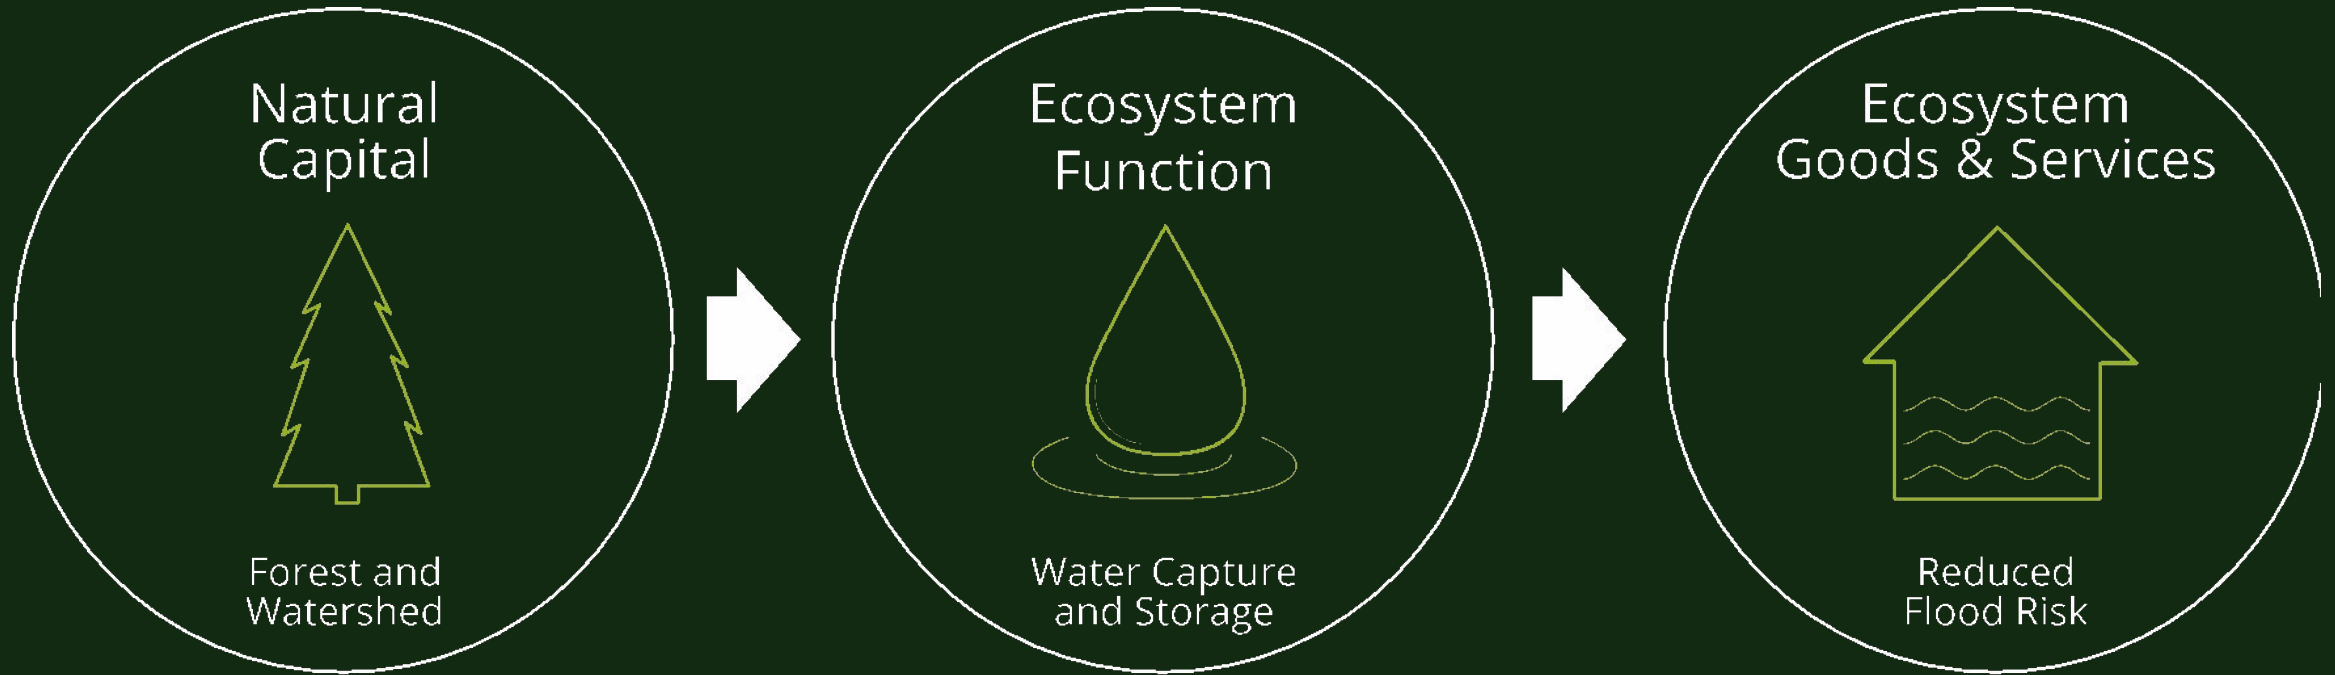 Natural
Capital
Forest and
Watershed
Ecosystem
Function
Water Capture
and Storage
Ecosystem
Goods & Services
Reduced
Flood Risk